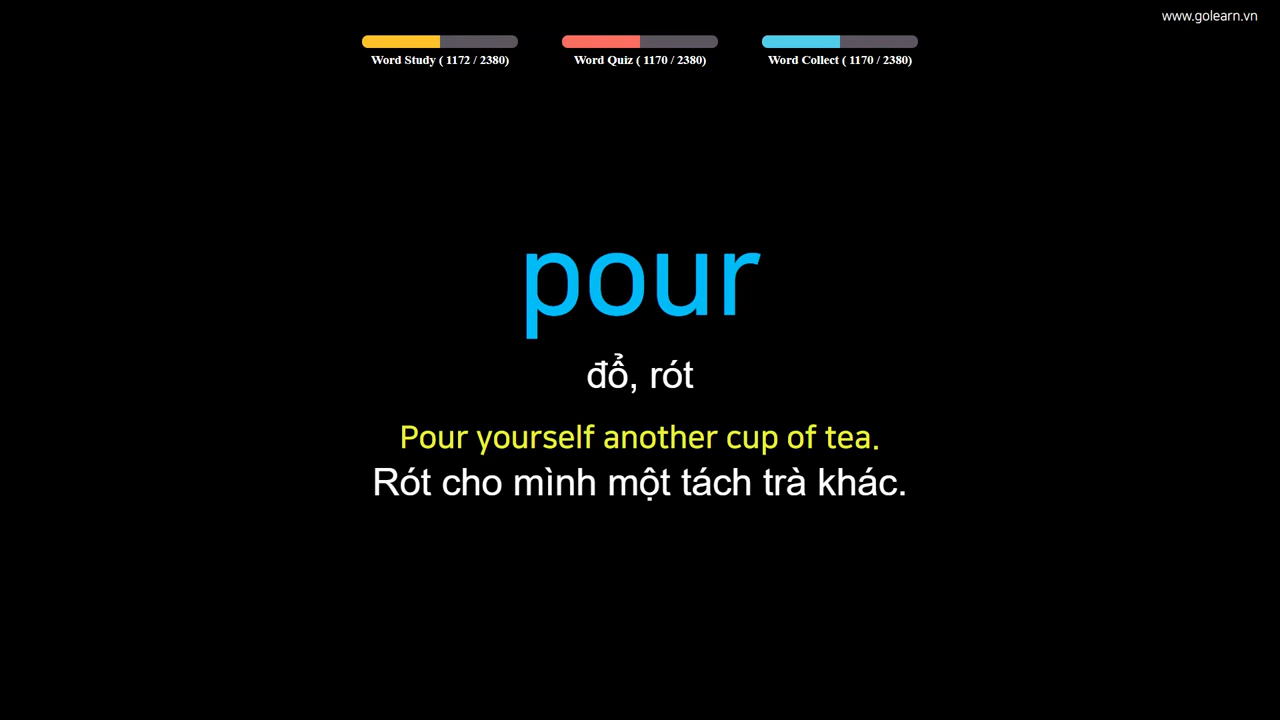 www.golearn.vn
Word Study ( 1172 / 2380)
Word Quiz ( 1170 / 2380)
Word Collect ( 1170 / 2380)
pour
đổ, rót
Pour yourself another cup of tea.
Rót cho mình một tách trà khác.